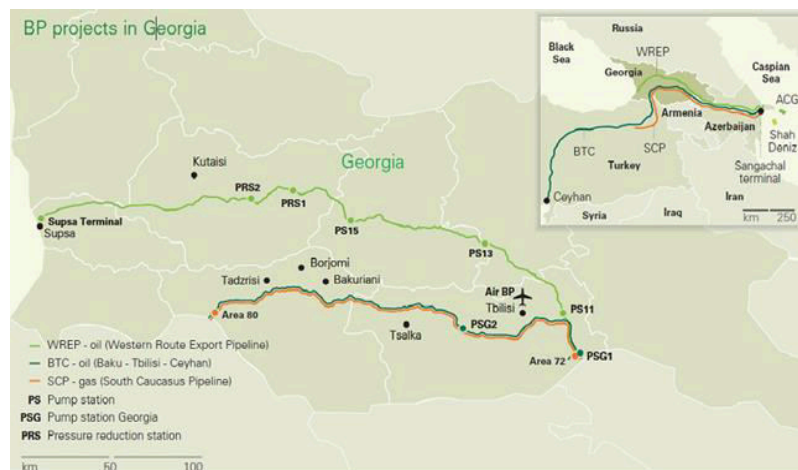 BP projects in Georgia
Russia
Black
Sea
WREP
Georgia
Caspian
Sea
ACG
Armenia
Azerbaijan
Shah
Deniz
BTC
SCP
Turkey
Sangachal
terminal
Ceyhan
Iran
Syria
Iraq
km 250
Kutaisi
Georgia
PRS2
PRS1
Supsa Terminal
Supsa
PS15
PS13
Borjomi
Tadzrisi
Bakuriani
Air BP
Tbilisi
PS11
Area 80
PSG2
Tsalka
Area 72
PSG1
WREP - oil (Western Route Export Pipeline)
BTC - oil (Baku - Tbilisi - Ceyhan)
SCP - gas (South Caucasus Pipeline)
PS Pump station
PSG Pump station Georgia
PRS Pressure reduction station
km 50 100